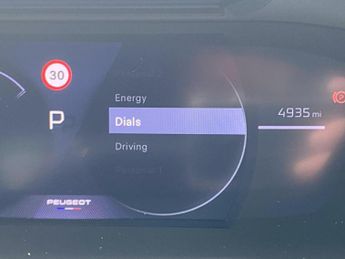 30
Energy
P
Dials
4935 mi
Driving
PEUGEOT